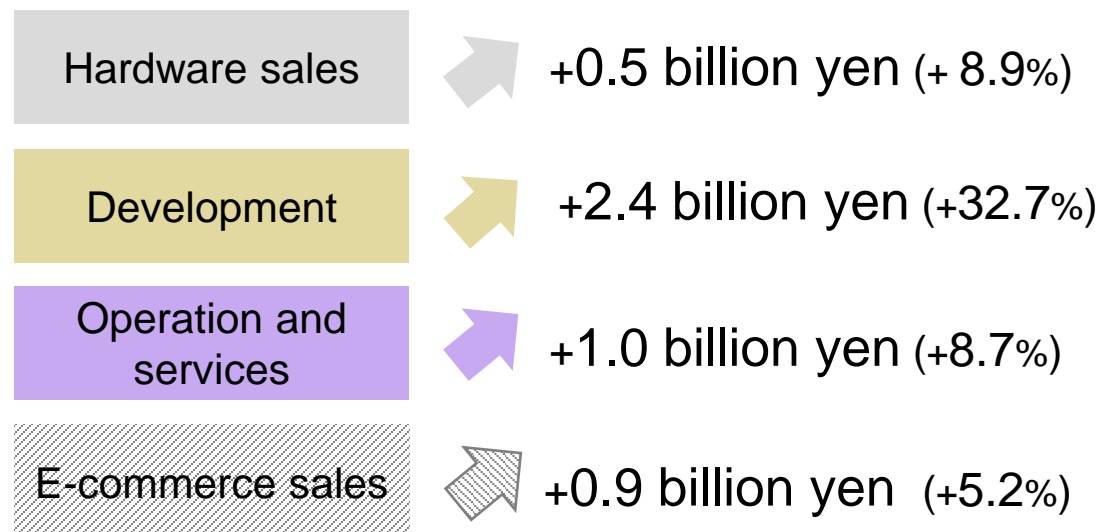 Hardware sales
+0.5 billion yen (+ 8.9%)
Development
+2.4 billion yen (+32.7%)
Operation and
services
+1.0 billion yen (+8.7%)
E-commerce sales
+0.9 billion yen (+5.2%)